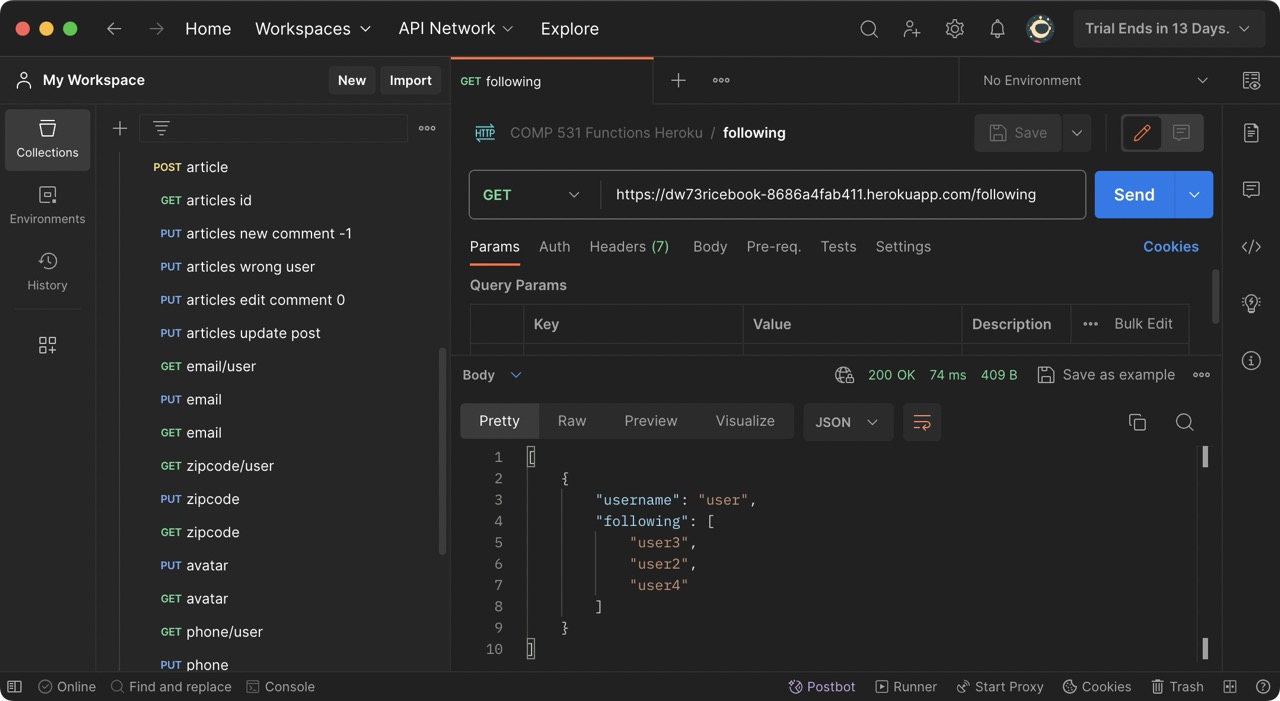 Home Workspaces API Network Explore Trial Ends in 13 Days.
My Workspace New Import
GET following
No Environment
Collections
Environments
History
POST article
GET articles id
PUT articles new comment -1
PUT articles wrong user
PUT articles edit comment 0
PUT articles update post
GET email/user
PUT email
GET email
GET zipcode/user
PUT zipcode
GET zipcode
PUT avatar
GET avatar
GET phone/user
PUT phone
HTTP COMP 531 Functions Heroku / following Save
GET https://dw73ricebook-8686a4fab411.herokuapp.com/following Send
Params Auth Headers (7) Body Pre-req. Tests Settings Cookies
Query Params
Key Value Description Bulk Edit
Body 200 OK 74 ms 409 B Save as example
Pretty Raw Preview Visualize JSON
1 [
2 {
3 "username": "user",
4 "following": [
5 "user3",
6 "user2",
7 "user4"
8 ]
9 }
10 ]
Online Find and replace Console Postbot Runner Start Proxy Cookies Trash